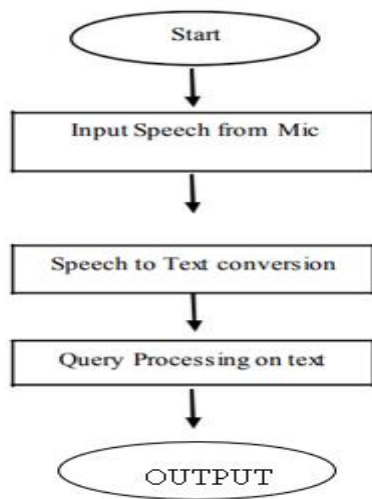 Start
Input Speech from Mic
Speech to Text conversion
Query Processing on text
OUTPUT